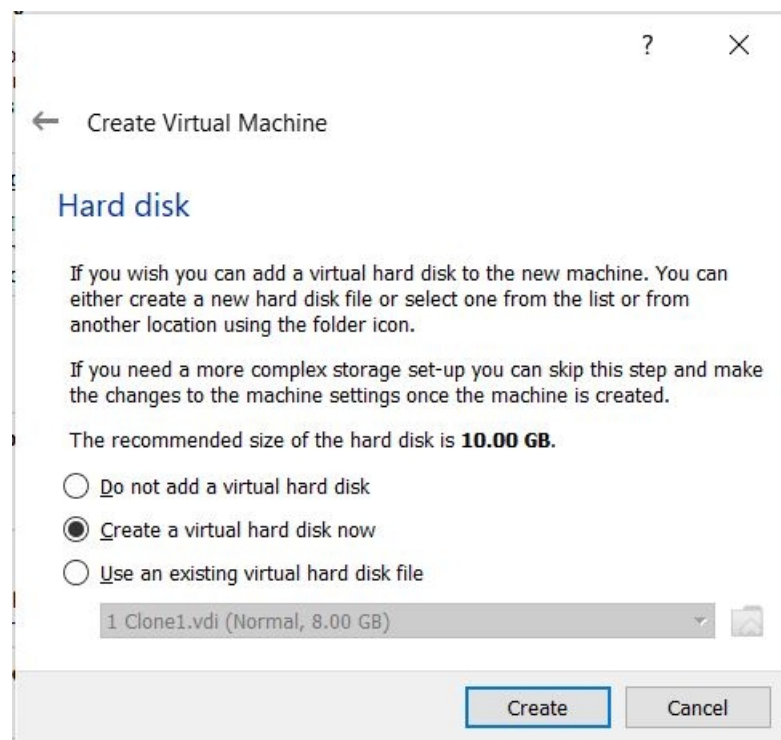 ?
Create Virtual Machine
Hard disk
If you wish you can add a virtual hard disk to the new machine. You can
either create a new hard disk file or select one from the list or from
another location using the folder icon.
If you need a more complex storage set-up you can skip this step and make
the changes to the machine settings once the machine is created.
The recommended size of the hard disk is 10.00 GB.
Do not add a virtual hard disk
Create a virtual hard disk now
Use an existing virtual hard disk file
1 Clone1.vdi (Normal, 8.00 GB)
Create Cancel